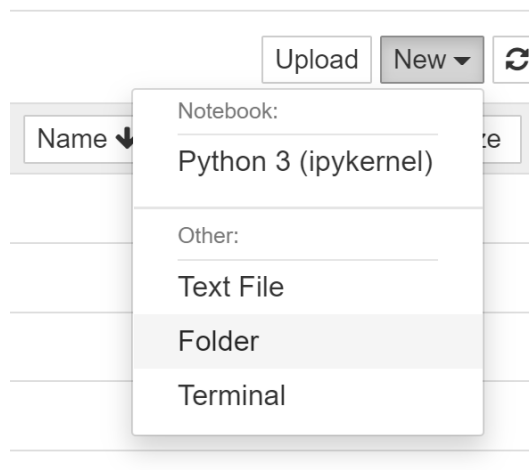 Upload New
Notebook:
Name
Python 3 (ipykernel)
Other:
Text File
Folder
Terminal